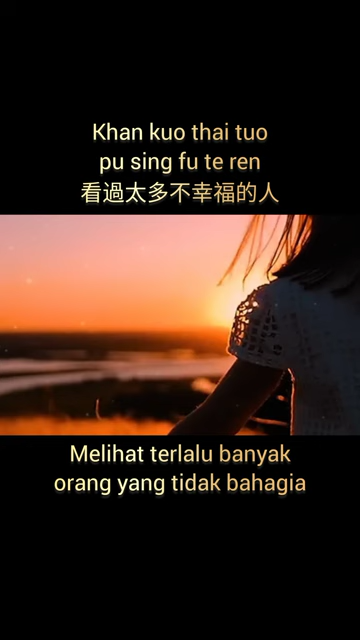 Khan kuo thai tuo
pu sing fu te ren
看過太多不幸福的人
Melihat terlalu banyak
orang yang tidak bahagia